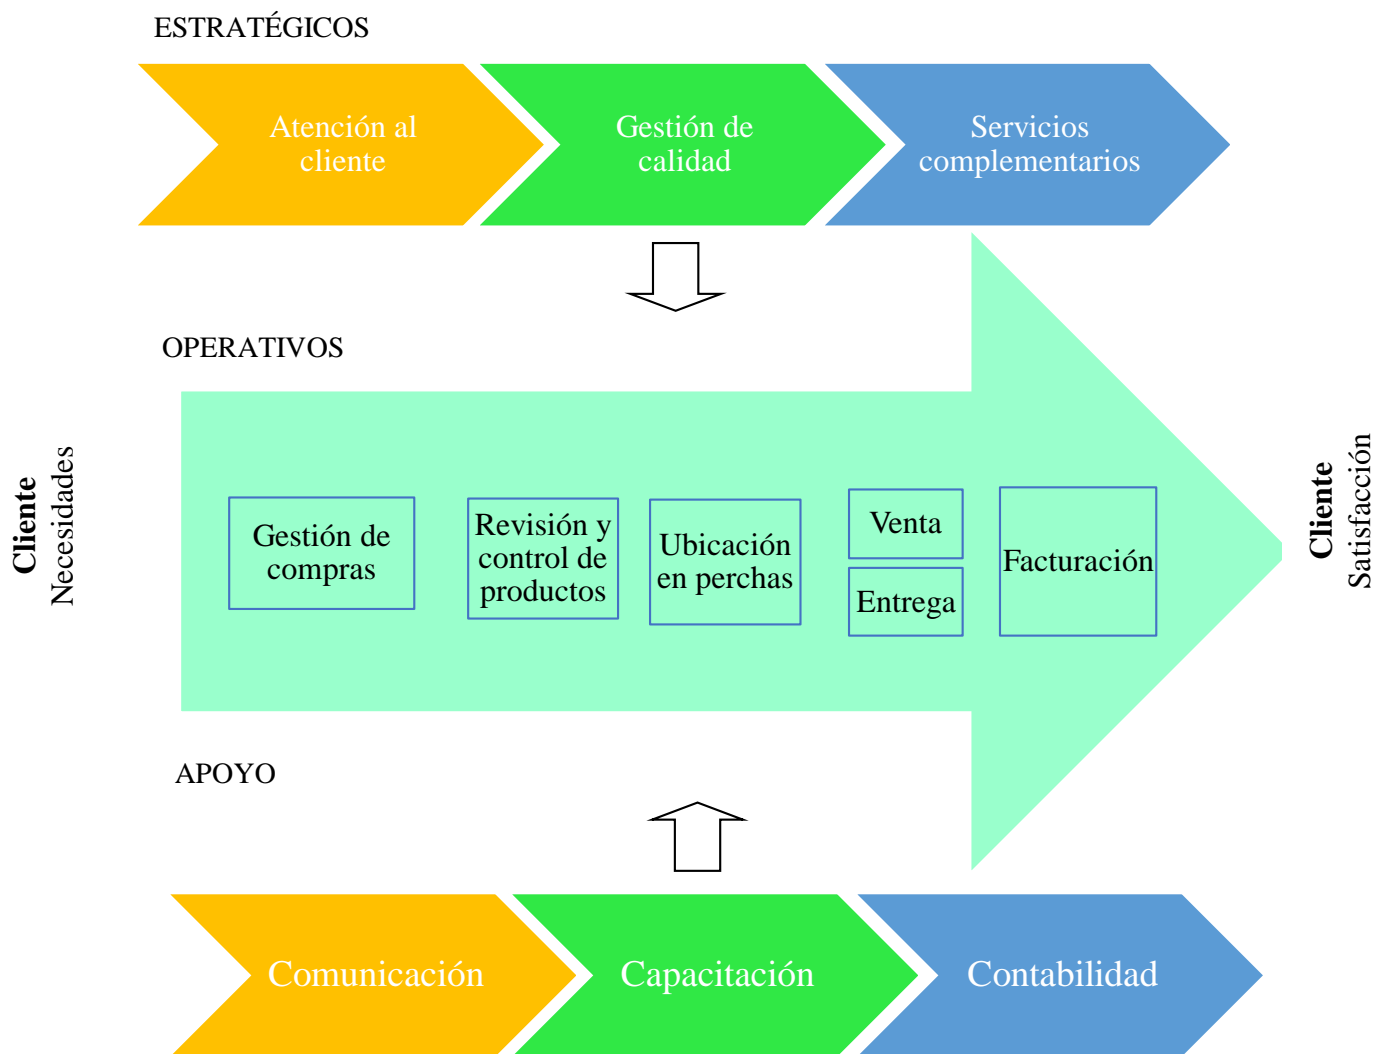 ESTRATÉGICOS
Atención al
cliente
Gestión de
calidad
Servicios
complementarios
OPERATIVOS
Cliente
Necesidades
Gestión de
compras
Revisión y
control de
productos
Ubicación
en perchas
Venta
Entrega
Facturación
Cliente
Satisfacción
APOYO
Comunicación
Capacitación
Contabilidad